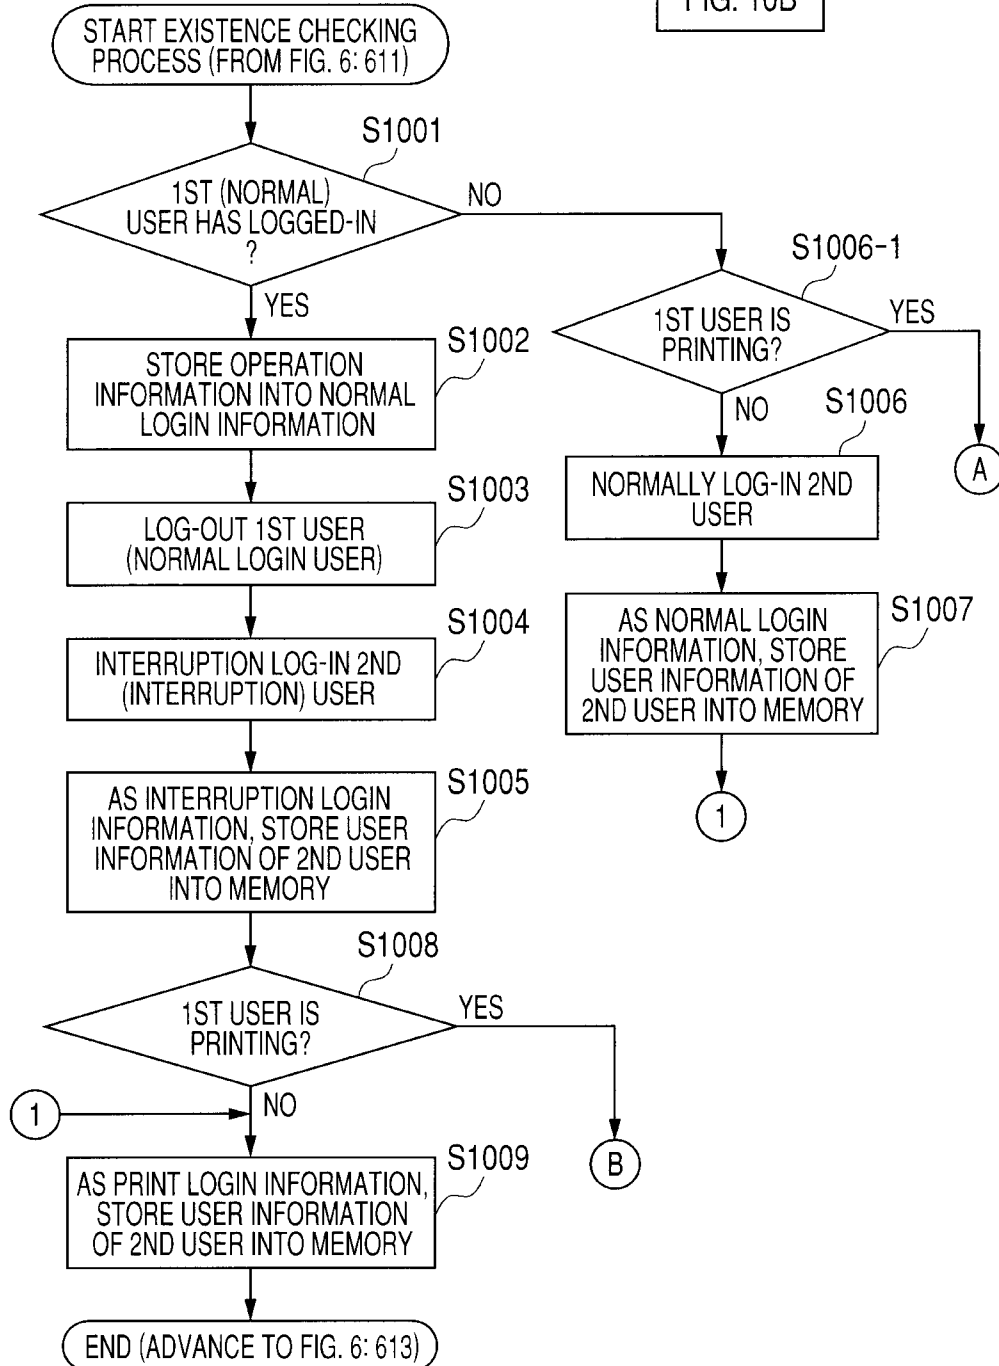 FIG. 10B
START EXISTENCE CHECKING
PROCESS (FROM FIG. 6: 611)
S1001
1ST (NORMAL)
USER HAS LOGGED-IN
?
NO
YES
S1006-1
1ST USER IS
PRINTING?
YES
NO
A
S1002
STORE OPERATION
INFORMATION INTO NORMAL
LOGIN INFORMATION
S1006
NORMALLY LOG-IN 2ND
USER
S1003
LOG-OUT 1ST USER
(NORMAL LOGIN USER)
S1007
AS NORMAL LOGIN
INFORMATION, STORE
USER INFORMATION OF
2ND USER INTO MEMORY
1
S1004
INTERRUPTION LOG-IN 2ND
(INTERRUPTION) USER
S1005
AS INTERRUPTION LOGIN
INFORMATION, STORE USER
INFORMATION OF 2ND USER
INTO MEMORY
S1008
1ST USER IS
PRINTING?
YES
NO
1
B
S1009
AS PRINT LOGIN INFORMATION,
STORE USER INFORMATION
OF 2ND USER INTO MEMORY
END (ADVANCE TO FIG. 6: 613)